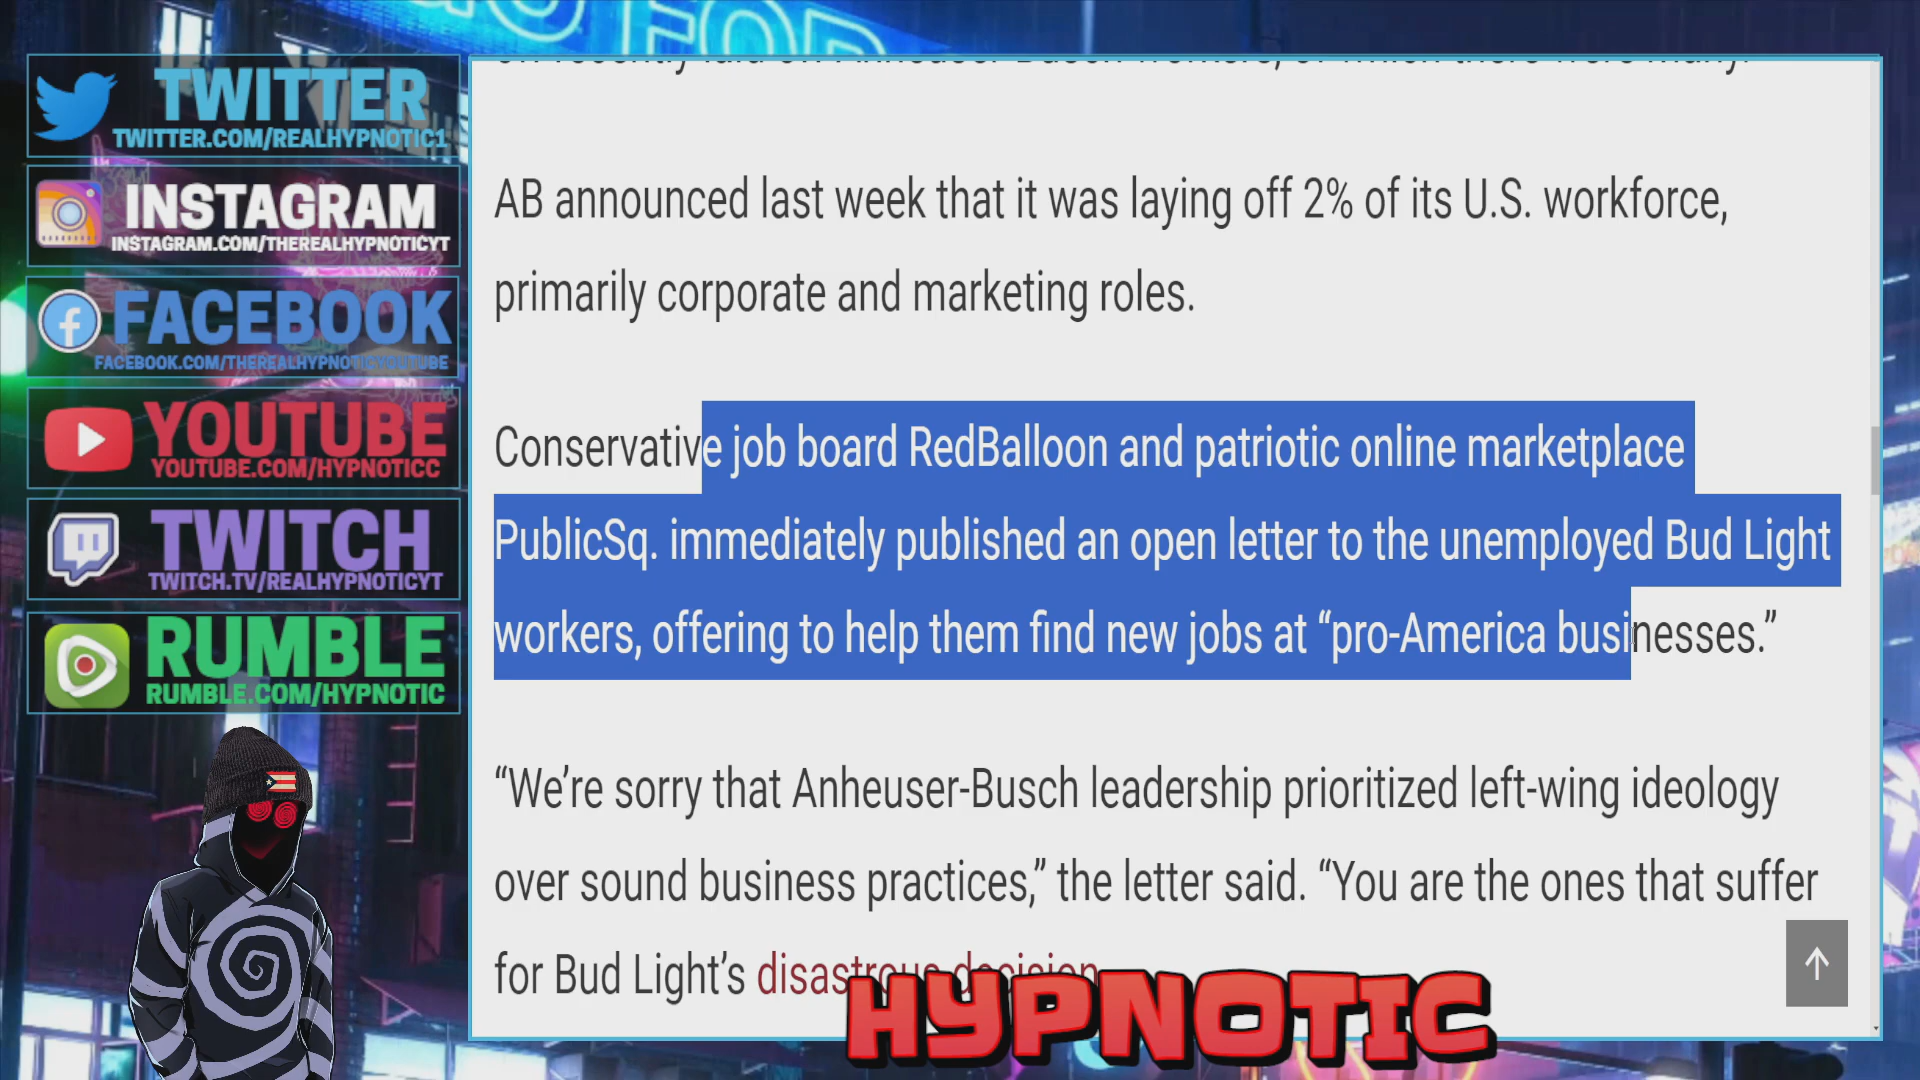 TWITTER
TWITTER.COM/REALHYPNOTIC1
INSTAGRAM
INSTAGRAM.COM/THEREALHYPNOTICYT
FACEBOOK
FACEBOOK.COM/THEREALHYPNOTICYOUTUBE
YOUTUBE
YOUTUBE.COM/HYPNOTICC
TWITCH
TWITCH.TV/REALHYPNOTICYT
RUMBLE
RUMBLE.COM/HYPNOTIC
AB announced last week that it was laying off 2% of its U.S. workforce,
primarily corporate and marketing roles.
Conservative job board RedBalloon and patriotic online marketplace
PublicSq. immediately published an open letter to the unemployed Bud Light
workers, offering to help them find new jobs at “pro-America businesses.”
“We’re sorry that Anheuser-Busch leadership prioritized left-wing ideology
over sound business practices,” the letter said. “You are the ones that suffer
for Bud Light’s disastrous decision
HYPNOTIC